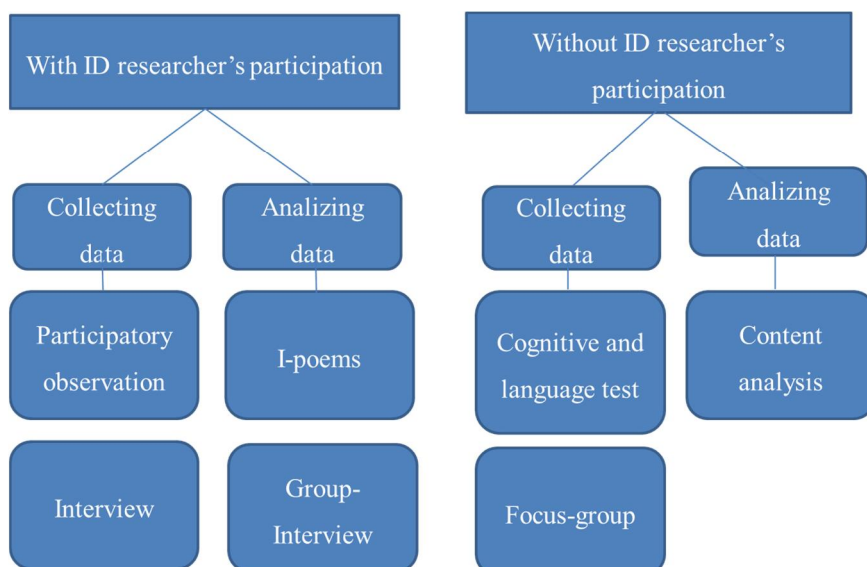 With ID researcher's participation
Without ID researcher's
participation
Collecting
data
Analizing
data
Collecting
data
Analizing
data
Participatory
observation
I-poems
Cognitive and
language test
Content
analysis
Interview
Group-
Interview
Focus-group